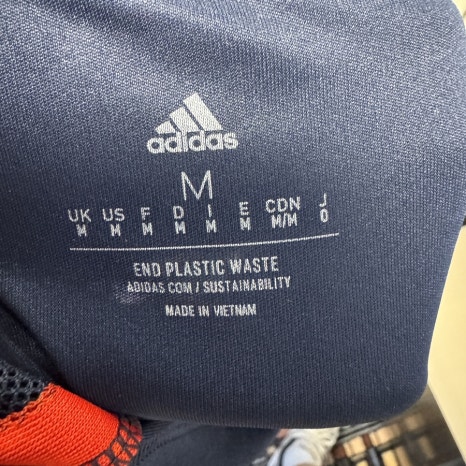 adidas
M
UK US F D I E CDN J
M M M M M M M/M O
END PLASTIC WASTE
ADIDAS.COM / SUSTAINABILITY
MADE IN VIETNAM